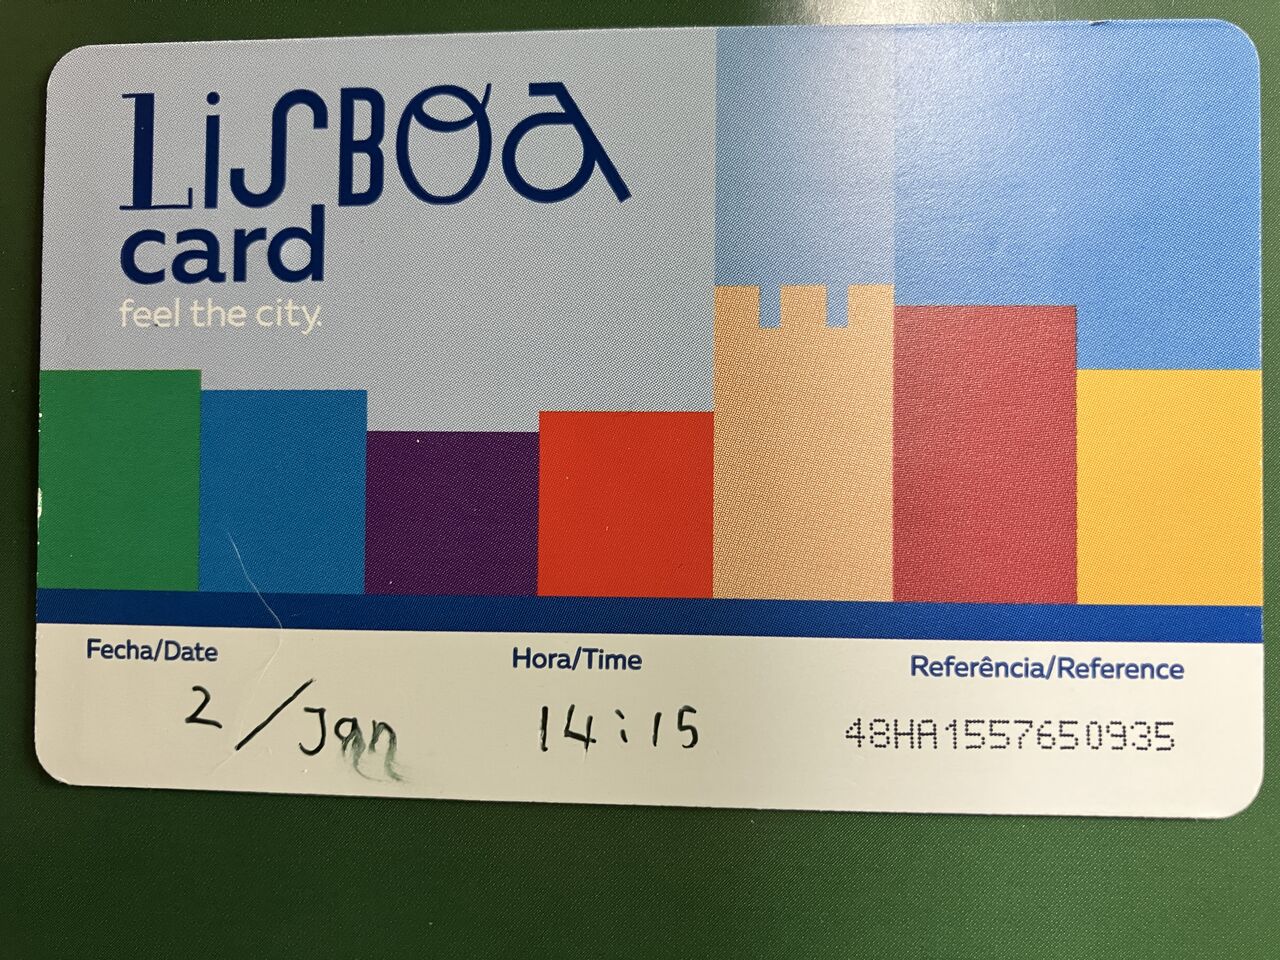 LiSBOa
card
feel the city.
Fecha/Date Hora/Time Referência/Reference
2/Jan 14:15 48HA1557650935